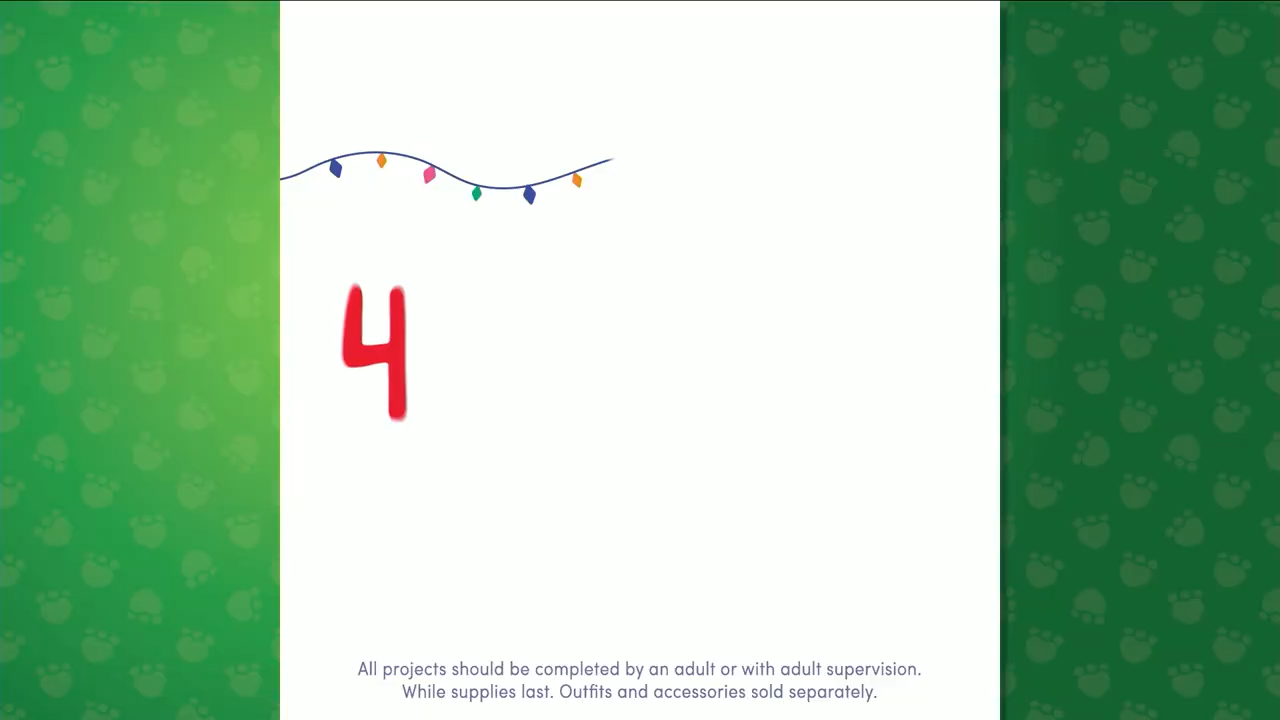 4
All projects should be completed by an adult or with adult supervision.
While supplies last. Outfits and accessories sold separately.